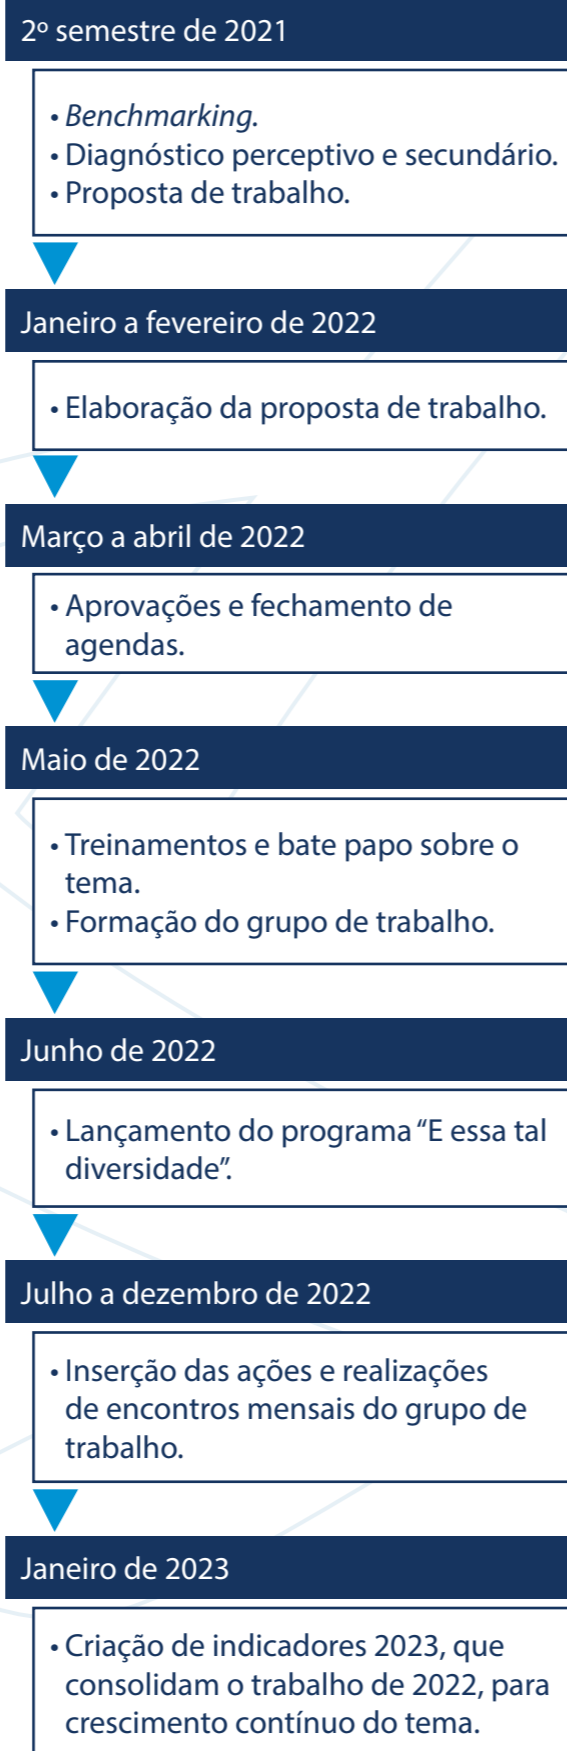 2º semestre de 2021
• Benchmarking.
• Diagnóstico perceptivo e secundário.
• Proposta de trabalho.
Janeiro a fevereiro de 2022
• Elaboração da proposta de trabalho.
Março a abril de 2022
• Aprovações e fechamento de
agendas.
Maio de 2022
• Treinamentos e bate papo sobre o
tema.
• Formação do grupo de trabalho.
Junho de 2022
• Lançamento do programa “E essa tal
diversidade”.
Julho a dezembro de 2022
• Inserção das ações e realizações
de encontros mensais do grupo de
trabalho.
Janeiro de 2023
• Criação de indicadores 2023, que
consolidam o trabalho de 2022, para
crescimento contínuo do tema.